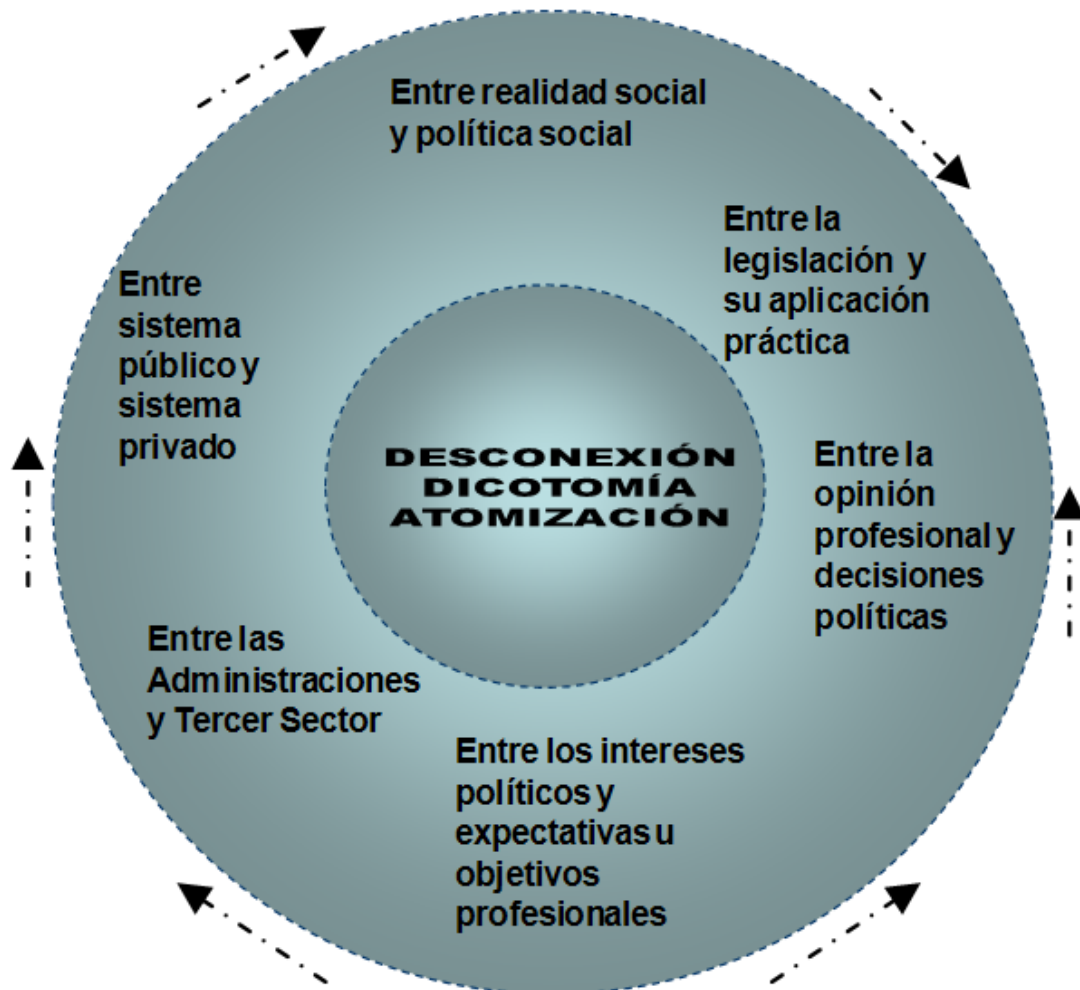 Entre realidad social
y política social
Entre la
legislación y
su aplicación
práctica
Entre la
opinión
profesional y
decisiones
políticas
Entre los intereses
políticos y
expectativas u
objetivos
profesionales
Entre las
Administraciones
y Tercer Sector
Entre
sistema
público y
sistema
privado
DESCONEXIÓN
DICOTOMÍA
ATOMIZACIÓN